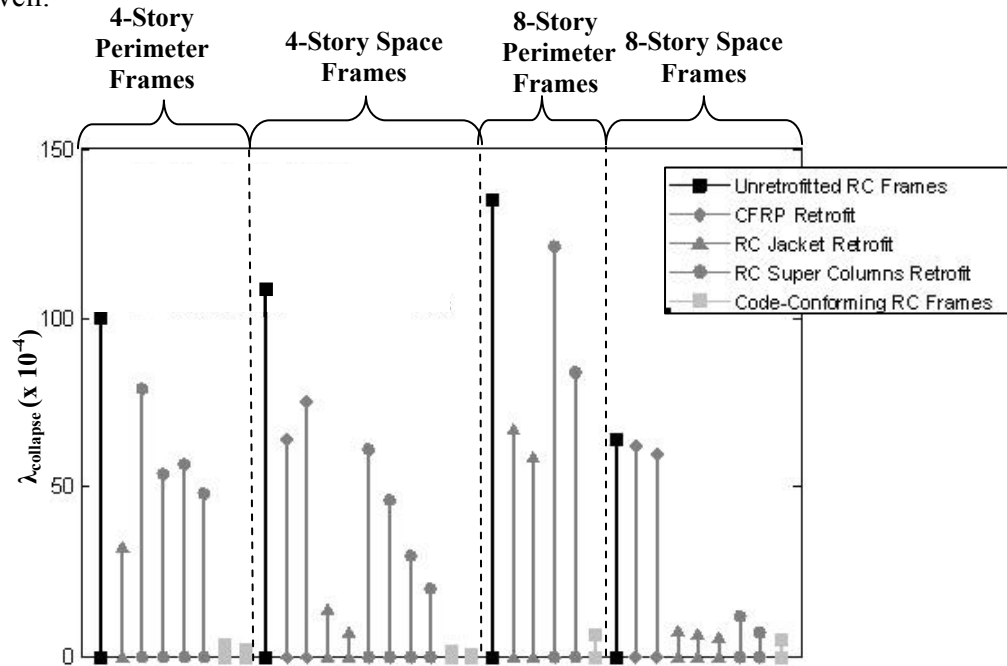 4-Story
Perimeter
Frames
4-Story Space
Frames
8-Story
Perimeter
Frames
8-Story Space
Frames
150
100
50
0
λcollapse (x 10-4)
Unretrofitted RC Frames
CFRP Retrofit
RC Jacket Retrofit
RC Super Columns Retrofit
Code-Conforming RC Frames